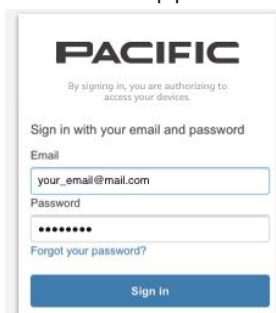 PACIFIC
By signing in, you are authorizing to
access your devices.
Sign in with your email and password
Email
your_email@mail.com
Password
••••••••
Forgot your password?
Sign in